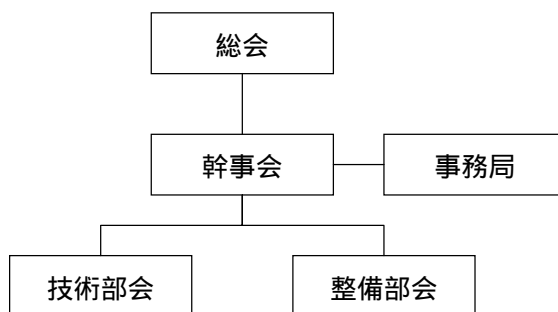 総会
幹事会
事務局
技術部会
整備部会